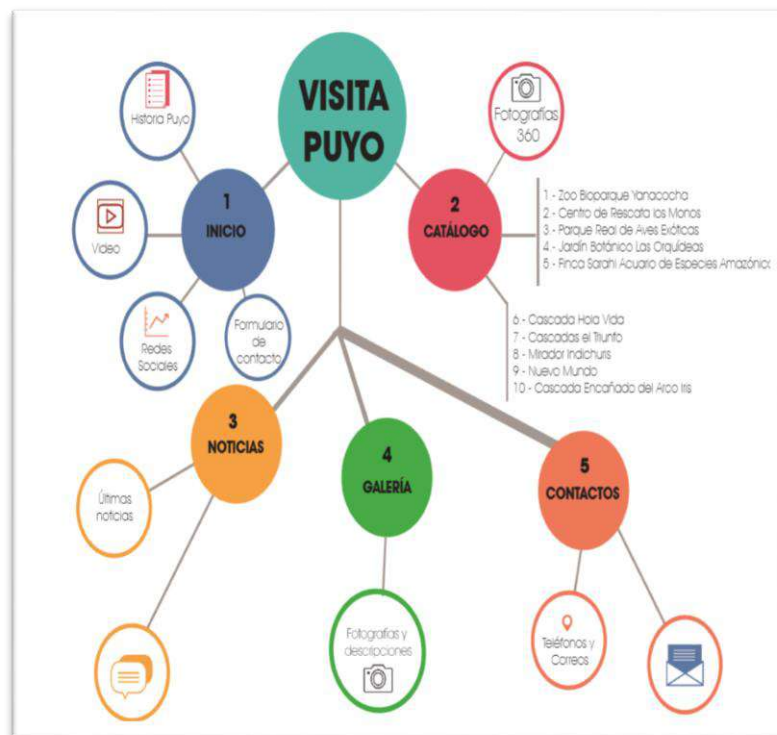 VISITA
PUYO
Historia Puyo
1
INICIO
Video
Redes
Sociales
Formulario
de
contacto
2
CATÁLOGO
Fotografías
360
1 - Zoo Bioparque Yanacocha
2 - Centro de Rescata los Monos
3 - Parque Real de Aves Exóticas
4 - Jardín Botánico Las Orquídeas
5 - Finca Sarahi Acuario de Especies Amazónic
6 - Cascada Hola Vida
7 - Cascadas el Triunfo
8 - Mirador Indichuris
9 - Nuevo Mundo
10 - Cascada Encañado del Arco Iris
3
NOTICIAS
Últimas
noticias
4
GALERÍA
Fotografías y
descripciones
5
CONTACTOS
Teléfonos y
Correos